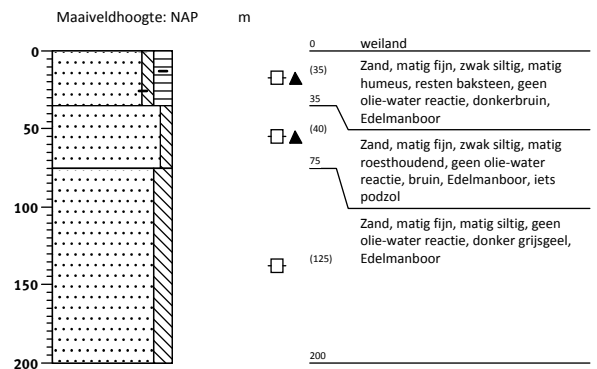 Maaiveldhoogte: NAP m
0
50
100
150
200
0 weiland
(35) Zand, matig fijn, zwak siltig, matig
humeus, resten baksteen, geen
35 olie-water reactie, donkerbruin,
Edelmanboor
(40)
Zand, matig fijn, zwak siltig, matig
75 roesthoudend, geen olie-water
reactie, bruin, Edelmanboor, iets
podzol
Zand, matig fijn, matig siltig, geen
olie-water reactie, donker grijsgeel,
(125) Edelmanboor
200